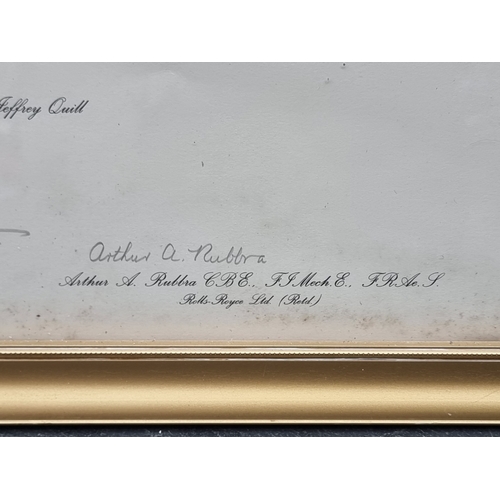 Jeffrey Quill
Arthur A. Rubbra
Arthur A. Rubbra C.B.E., F.I.Mech.E., F.R.Ae.S.
Rolls-Royce Ltd (Retd)